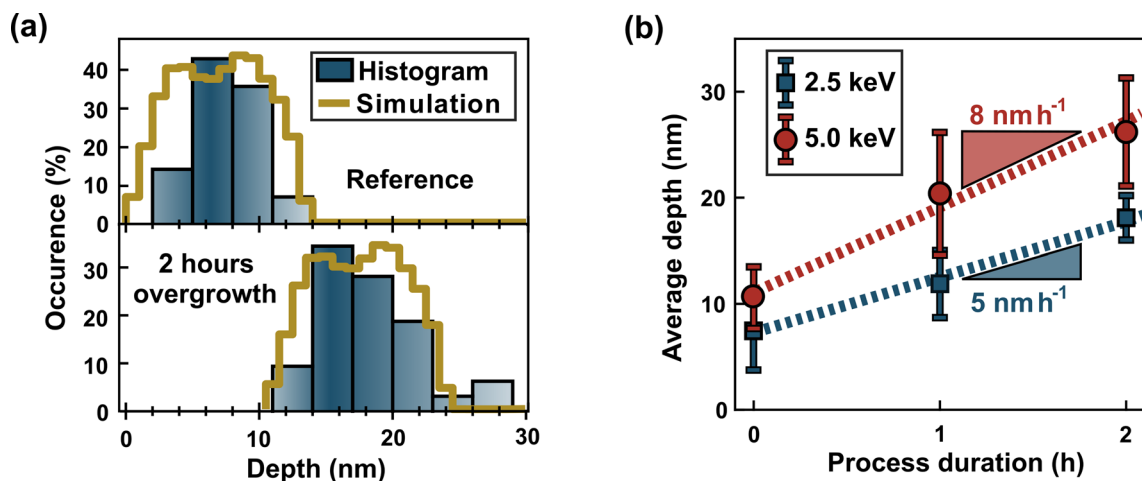 (a)
40
30
20
10
0
Histogram
Simulation
Reference
30
20
10
0
2 hours
overgrowth
Occurence (%)
0
10
20
30
Depth (nm)
(b)
30
20
10
0
Average depth (nm)
2.5 keV
5.0 keV
8 nm h-1
5 nm h-1
0
1
2
Process duration (h)